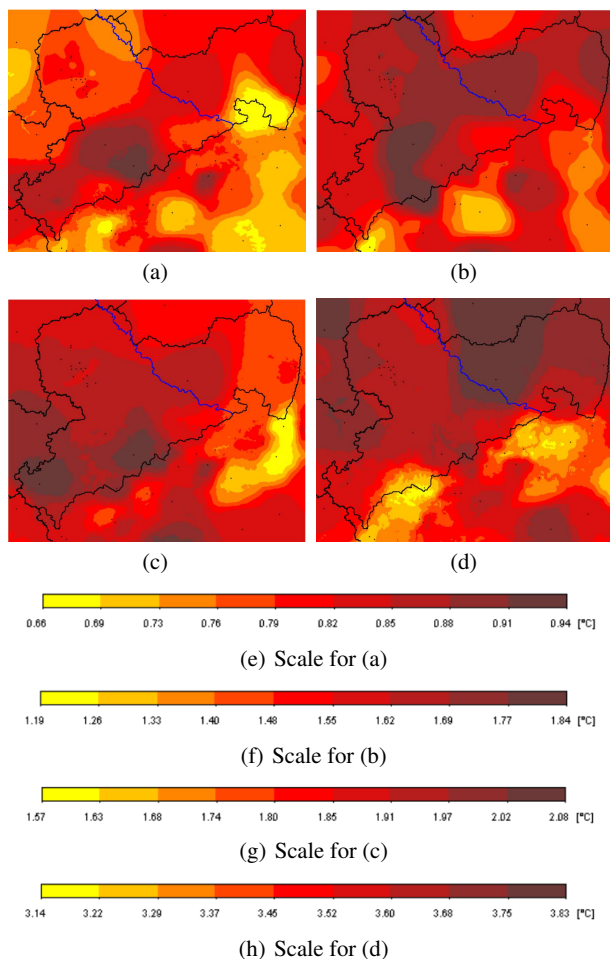 (a) (b)
(c) (d)
0.66 0.69 0.73 0.76 0.79 0.82 0.85 0.88 0.91 0.94 [°C]
(e) Scale for (a)
1.19 1.26 1.33 1.40 1.48 1.55 1.62 1.69 1.77 1.84 [°C]
(f) Scale for (b)
1.57 1.63 1.68 1.74 1.80 1.85 1.91 1.97 2.02 2.08 [°C]
(g) Scale for (c)
3.14 3.22 3.29 3.37 3.45 3.52 3.60 3.68 3.75 3.83 [°C]
(h) Scale for (d)